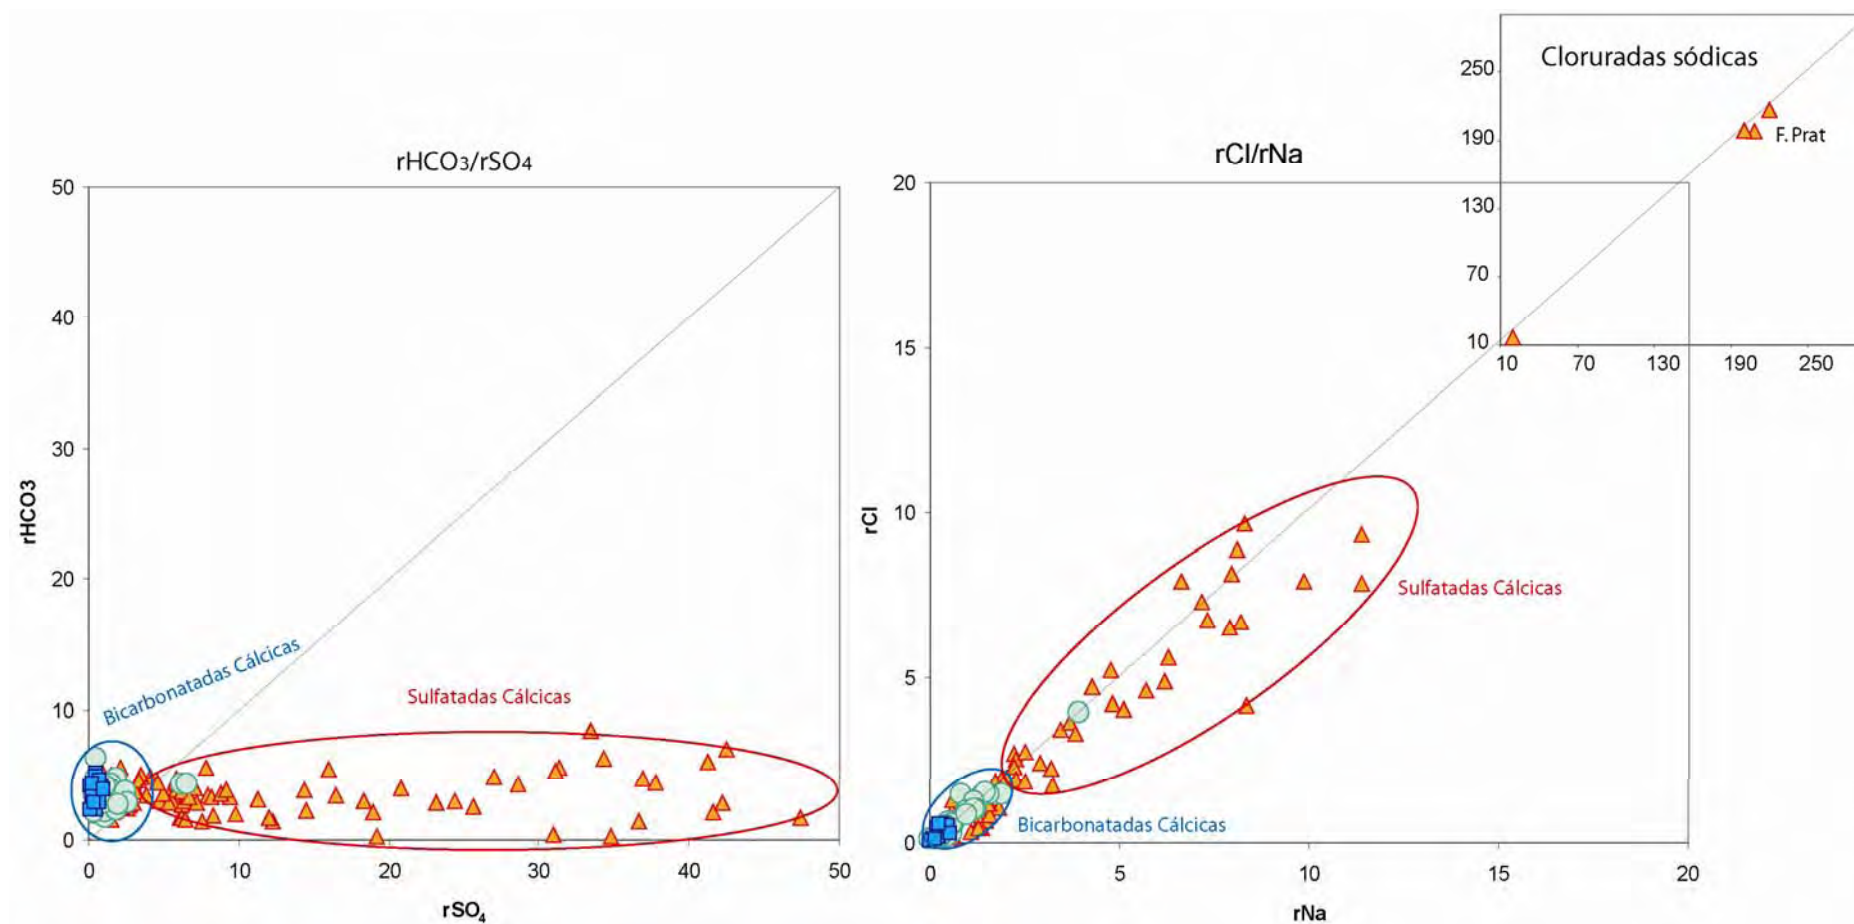 Cloruradas sódicas
250
190
130
70
10
10 70 130 190 250
F. Prat
rHCO3/rSO4
50
40
30
20
10
0
rHCO3
0 10 20 30 40 50
rSO4
Bicarbonatadas Cálcicas
Sulfatadas Cálcicas
rCl/rNa
20
15
10
5
0
rCl
0 5 10 15 20
rNa
Sulfatadas Cálcicas
Bicarbonatadas Cálcicas